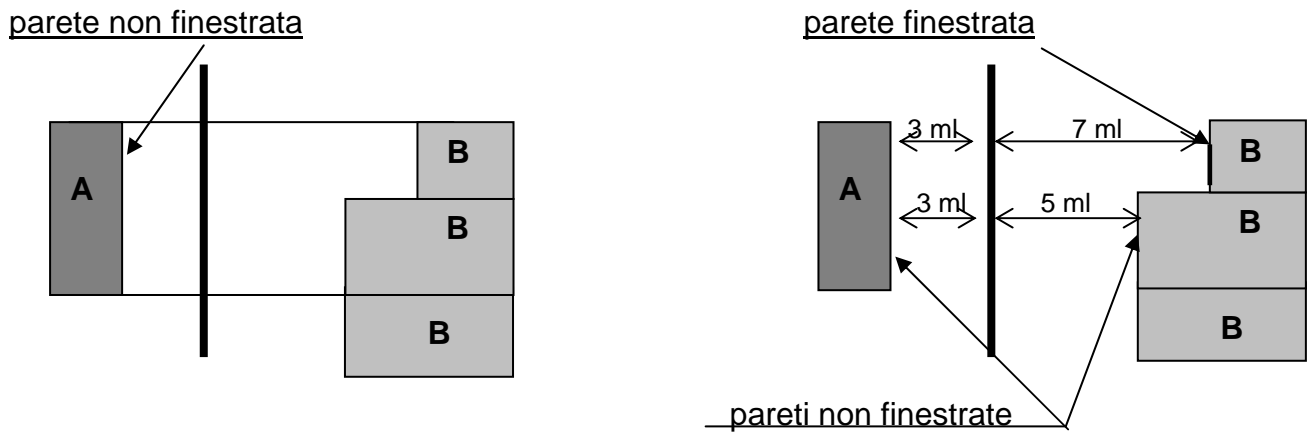 parete non finestrata
A
B
B
B
parete finestrata
3 ml
7 ml
B
A
3 ml
5 ml
B
B
pareti non finestrate